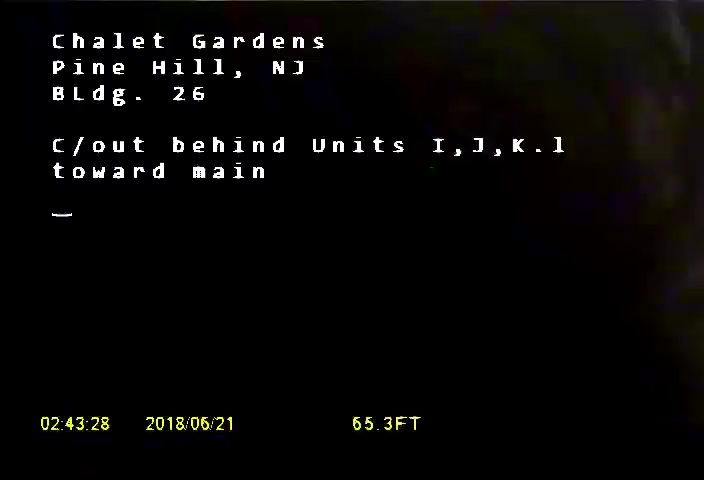 Chalet Gardens
Pine Hill, NJ
BLdg. 26
C/out behind Units I,J,K.l
toward main
02:43:28 2018/06/21 65.3FT